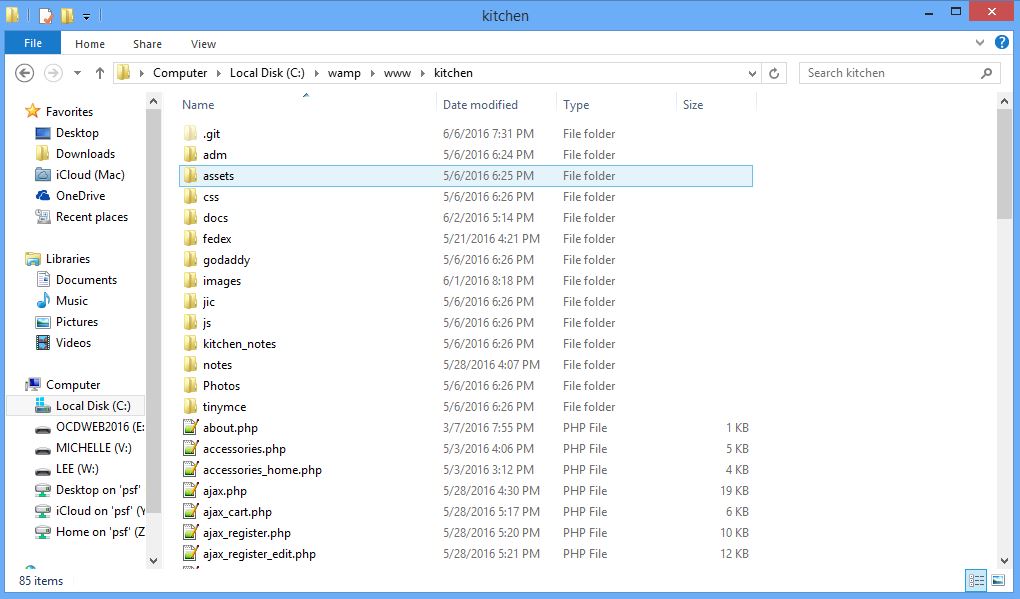 kitchen
File Home Share View
Computer Local Disk (C:) wamp www kitchen
Search kitchen
Favorites
Desktop
Downloads
iCloud (Mac)
OneDrive
Recent places
Libraries
Documents
Music
Pictures
Videos
Computer
Local Disk (C:)
OCDWEB2016 (E:
MICHELLE (V:)
LEE (W:)
Desktop on 'psf'
iCloud on 'psf' (Y
Home on 'psf' (Z
Name Date modified Type Size
.git 6/6/2016 7:31 PM File folder
adm 5/6/2016 6:24 PM File folder
assets 5/6/2016 6:25 PM File folder
css 5/6/2016 6:26 PM File folder
docs 6/2/2016 5:14 PM File folder
fedex 5/21/2016 4:21 PM File folder
godaddy 5/6/2016 6:26 PM File folder
images 6/1/2016 8:18 PM File folder
jic 5/6/2016 6:26 PM File folder
js 5/6/2016 6:26 PM File folder
kitchen_notes 5/6/2016 6:26 PM File folder
notes 5/28/2016 4:07 PM File folder
Photos 5/6/2016 6:26 PM File folder
tinymce 5/6/2016 6:26 PM File folder
about.php 3/7/2016 7:55 PM PHP File 1 KB
accessories.php 5/3/2016 4:06 PM PHP File 5 KB
accessories_home.php 5/3/2016 3:12 PM PHP File 4 KB
ajax.php 5/28/2016 4:30 PM PHP File 19 KB
ajax_cart.php 5/28/2016 5:17 PM PHP File 6 KB
ajax_register.php 5/28/2016 5:20 PM PHP File 10 KB
ajax_register_edit.php 5/28/2016 5:21 PM PHP File 12 KB
85 items